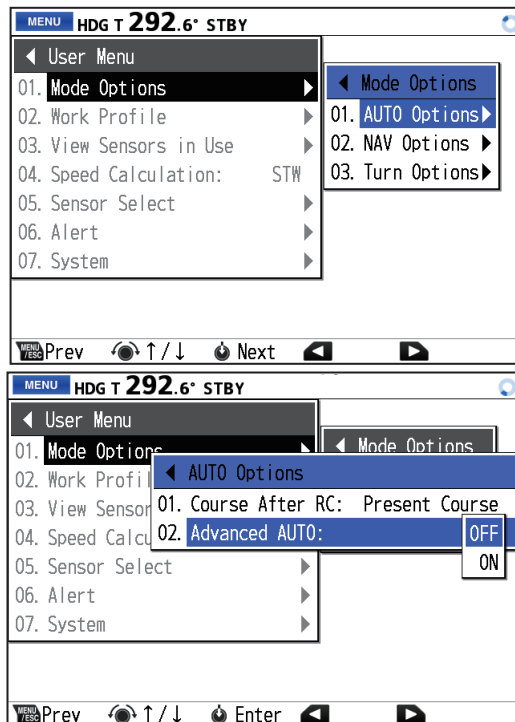 MENU HDG T 292.6° STBY
◀ User Menu
01. Mode Options ▶
02. Work Profile ▶
03. View Sensors in Use ▶
04. Speed Calculation: STW
05. Sensor Select ▶
06. Alert ▶
07. System ▶
◀ Mode Options
01. AUTO Options▶
02. NAV Options ▶
03. Turn Options▶
MENU/ESC Prev ↑/↓ Next ◀ ▶
MENU HDG T 292.6° STBY
◀ User Menu
01. Mode Options
02. Work Profil
03. View Sensor
04. Speed Calcu
05. Sensor Select ▶
06. Alert ▶
07. System ▶
◀ Mode Options
◀ AUTO Options
01. Course After RC: Present Course
02. Advanced AUTO: OFF
ON
MENU/ESC Prev ↑/↓ Enter ◀ ▶